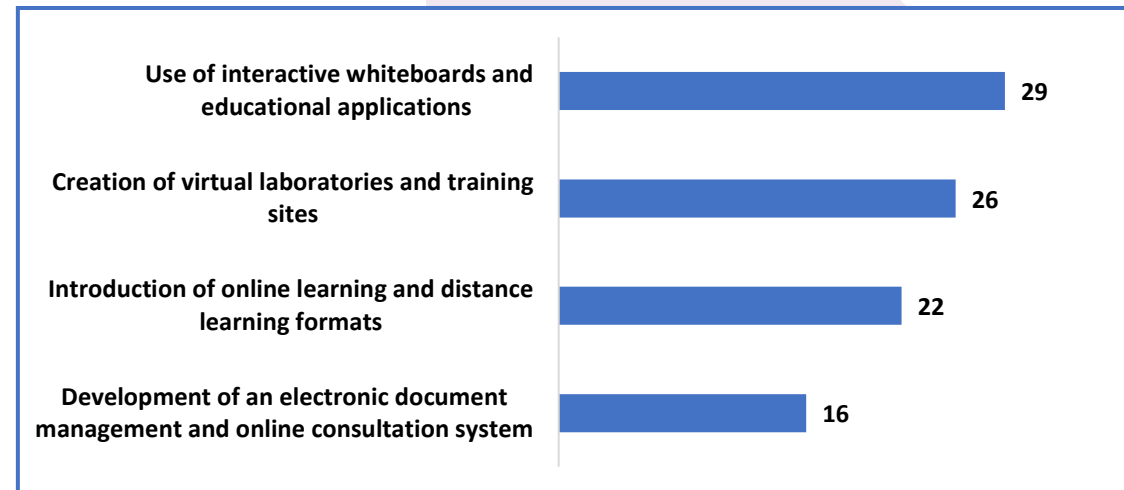 Use of interactive whiteboards and
educational applications
29
Creation of virtual laboratories and training
sites
26
Introduction of online learning and distance
learning formats
22
Development of an electronic document
management and online consultation system
16